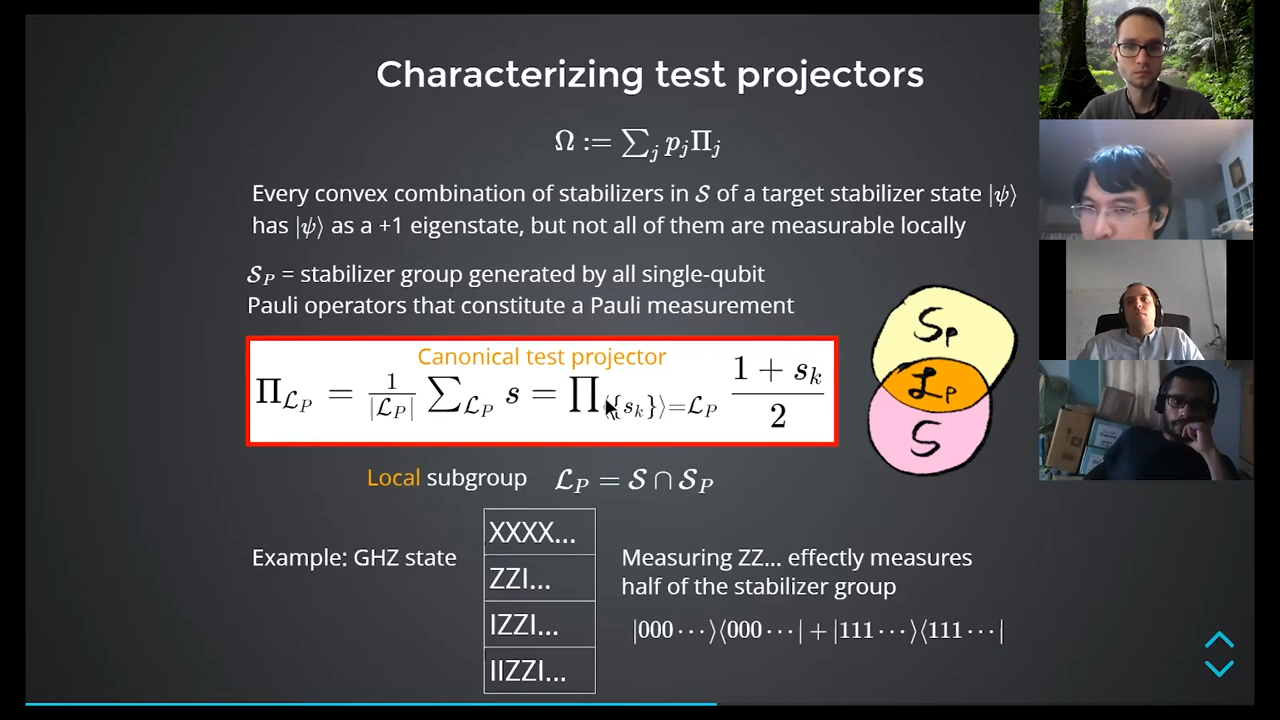 Characterizing test projectors
Ω := ∑_j p_jΠ_j
Every convex combination of stabilizers in 𝒮 of a target stabilizer state |ψ⟩
has |ψ⟩ as a +1 eigenstate, but not all of them are measurable locally
𝒮_P = stabilizer group generated by all single-qubit
Pauli operators that constitute a Pauli measurement
Canonical test projector
Π_{ℒ_P} = 1/|ℒ_P| ∑_{ℒ_P} s = ∏_{⟨{s_k}⟩=ℒ_P} (1 + s_k)/2
S_P
ℒ_P
S
Local subgroup ℒ_P = 𝒮 ∩ 𝒮_P
Example: GHZ state
XXXX...
ZZI...
IZZI...
IIZZI...
Measuring ZZ... effectly measures
half of the stabilizer group
|000···⟩⟨000···| + |111···⟩⟨111···|